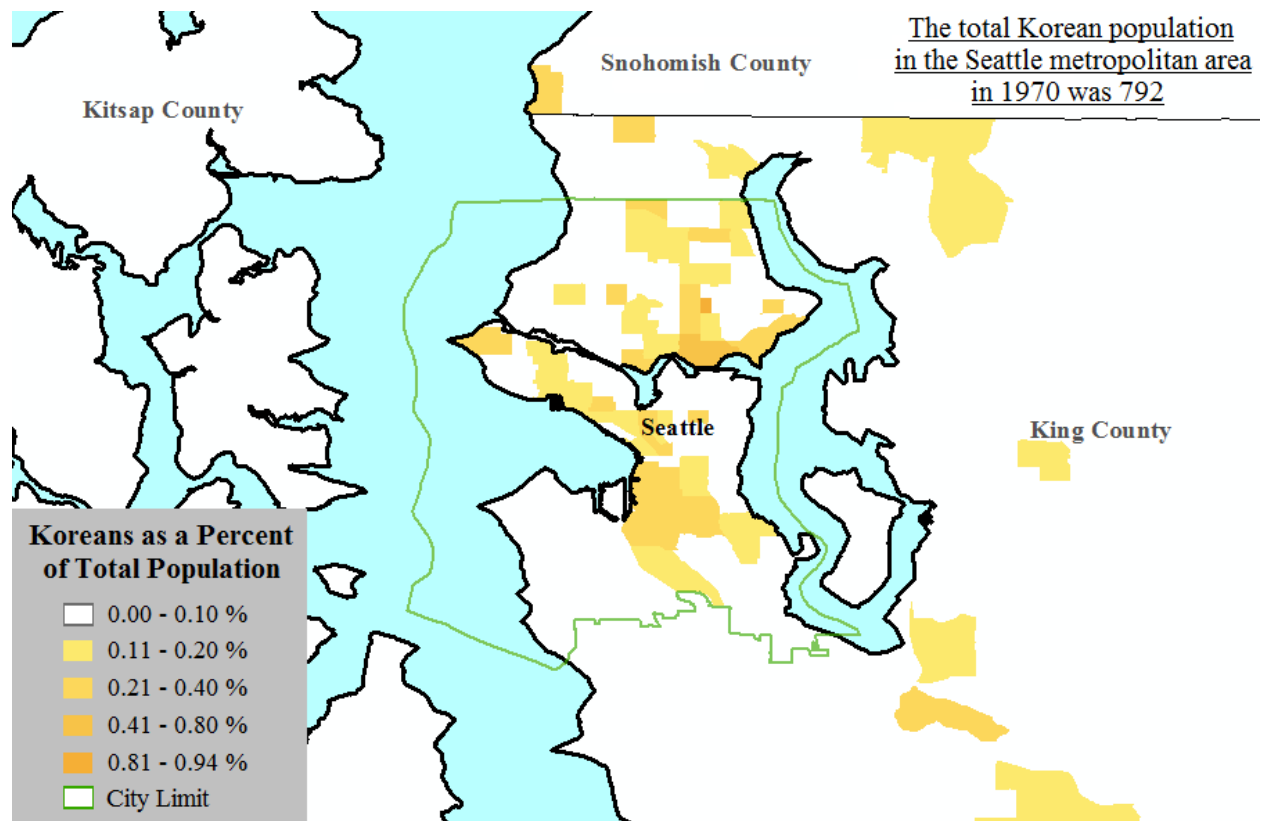 The total Korean population
in the Seattle metropolitan area
in 1970 was 792
Snohomish County
Kitsap County
Seattle
King County
Koreans as a Percent
of Total Population
0.00 - 0.10 %
0.11 - 0.20 %
0.21 - 0.40 %
0.41 - 0.80 %
0.81 - 0.94 %
City Limit